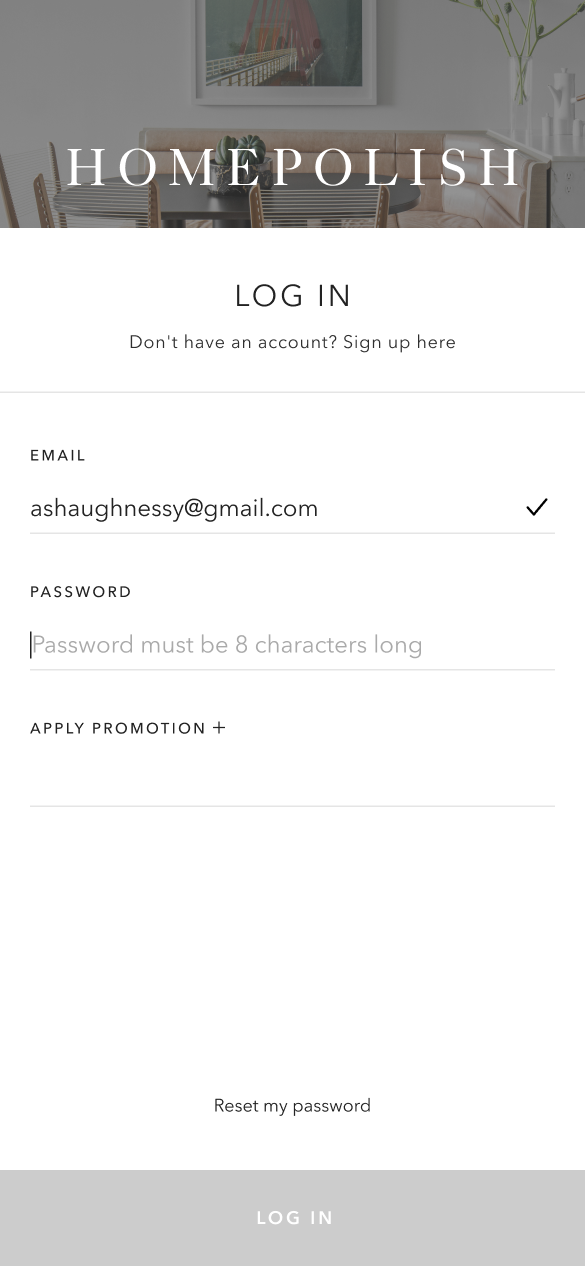 HOMEPOLISH
LOG IN
Don't have an account? Sign up here
EMAIL
ashaughnessy@gmail.com
PASSWORD
Password must be 8 characters long
APPLY PROMOTION +
Reset my password
LOG IN